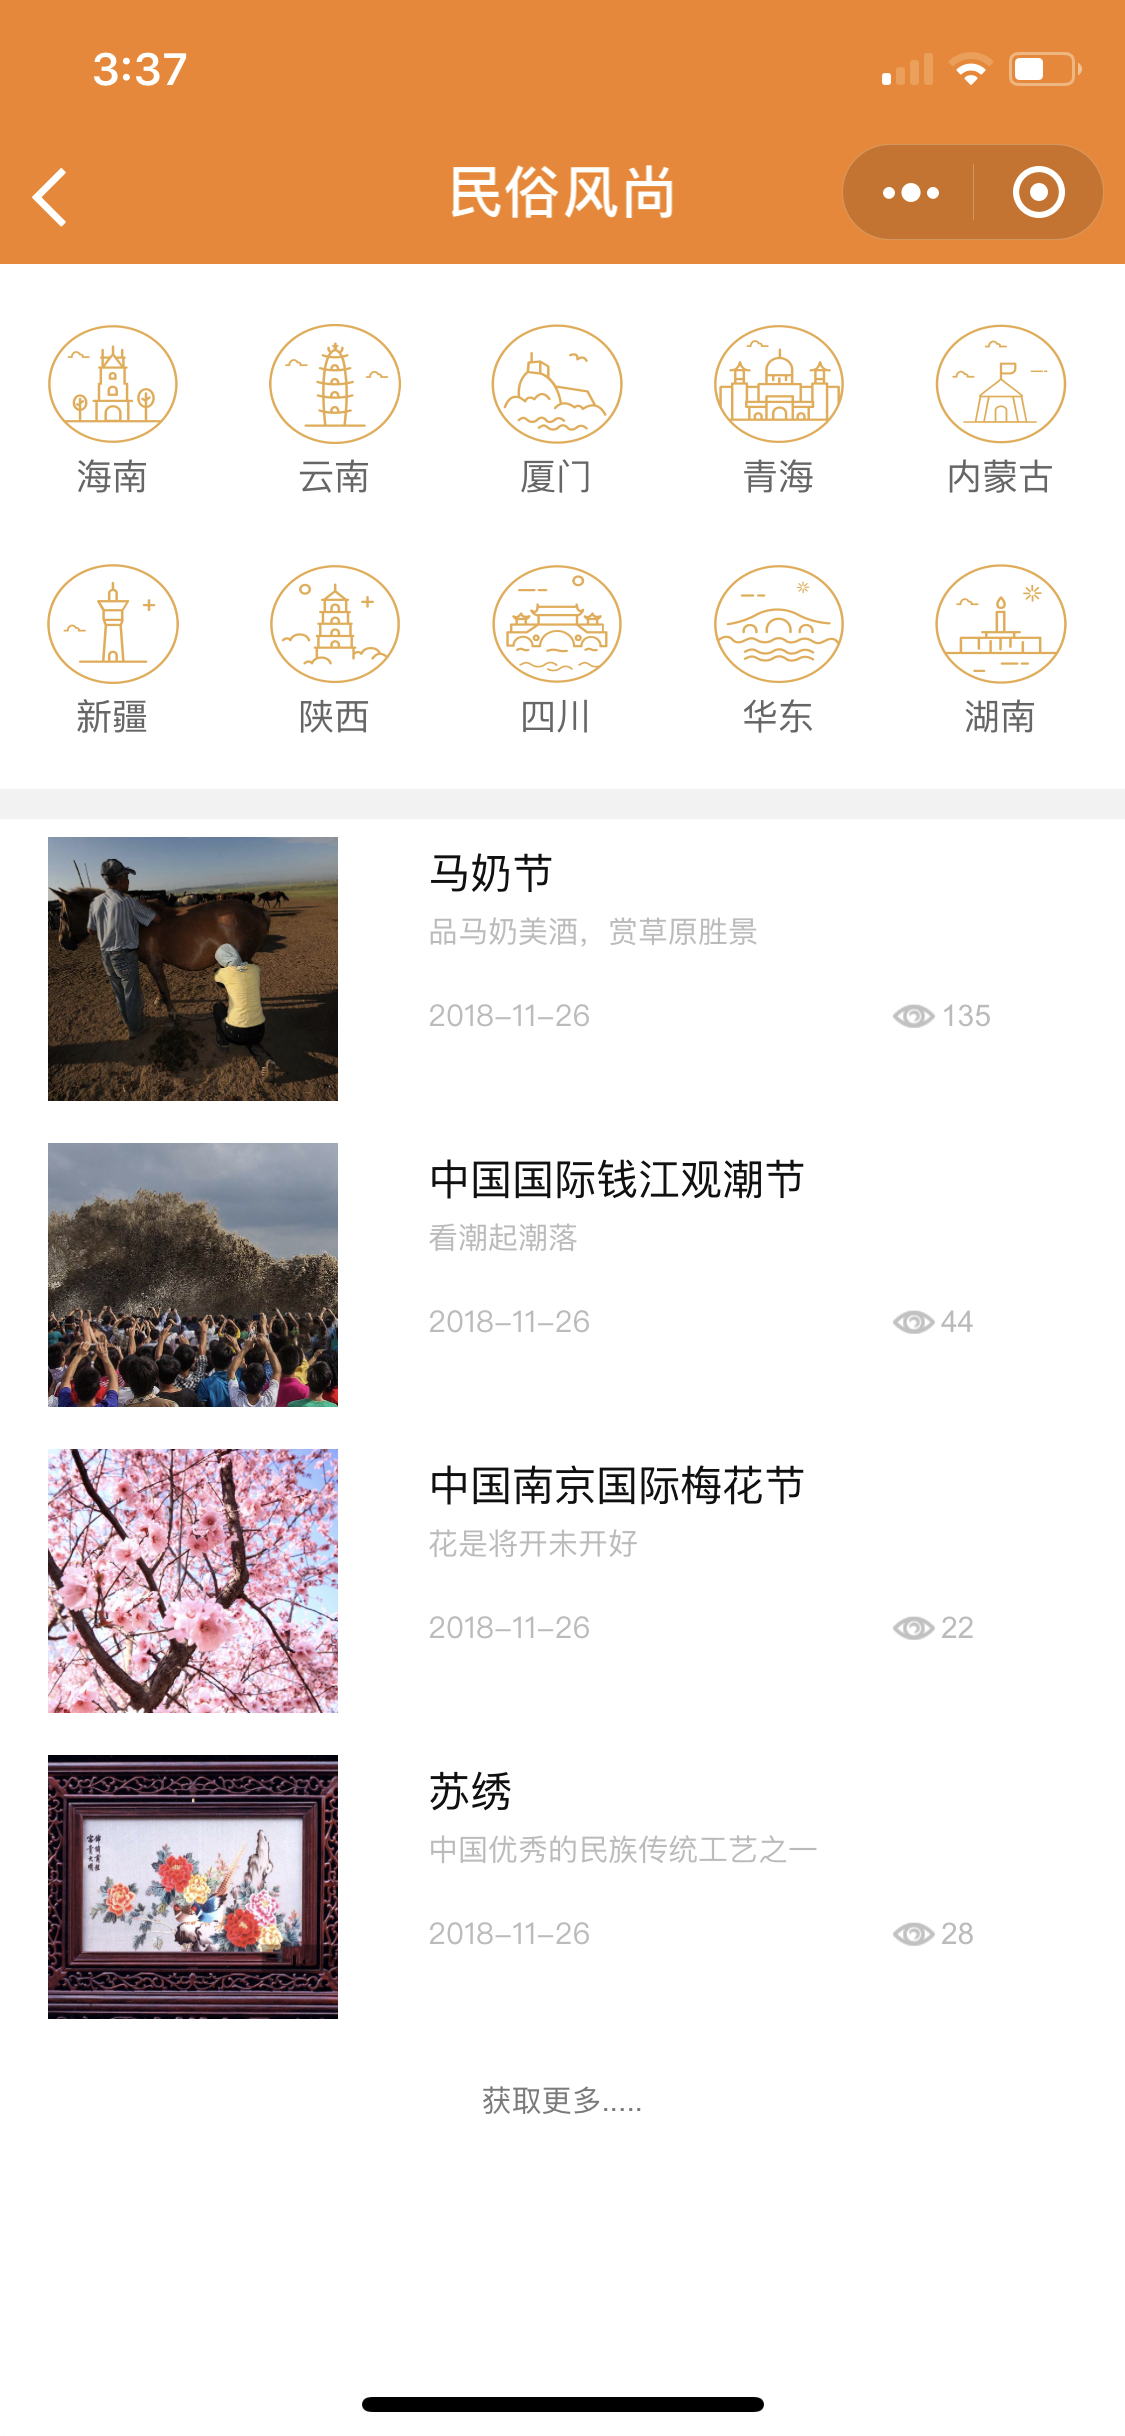 3:37
民俗风尚
海南 云南 厦门 青海 内蒙古
新疆 陕西 四川 华东 湖南
马奶节
品马奶美酒，赏草原胜景
2018-11-26 135
中国国际钱江观潮节
看潮起潮落
2018-11-26 44
中国南京国际梅花节
花是将开未开好
2018-11-26 22
苏绣
中国优秀的民族传统工艺之一
2018-11-26 28
获取更多.....